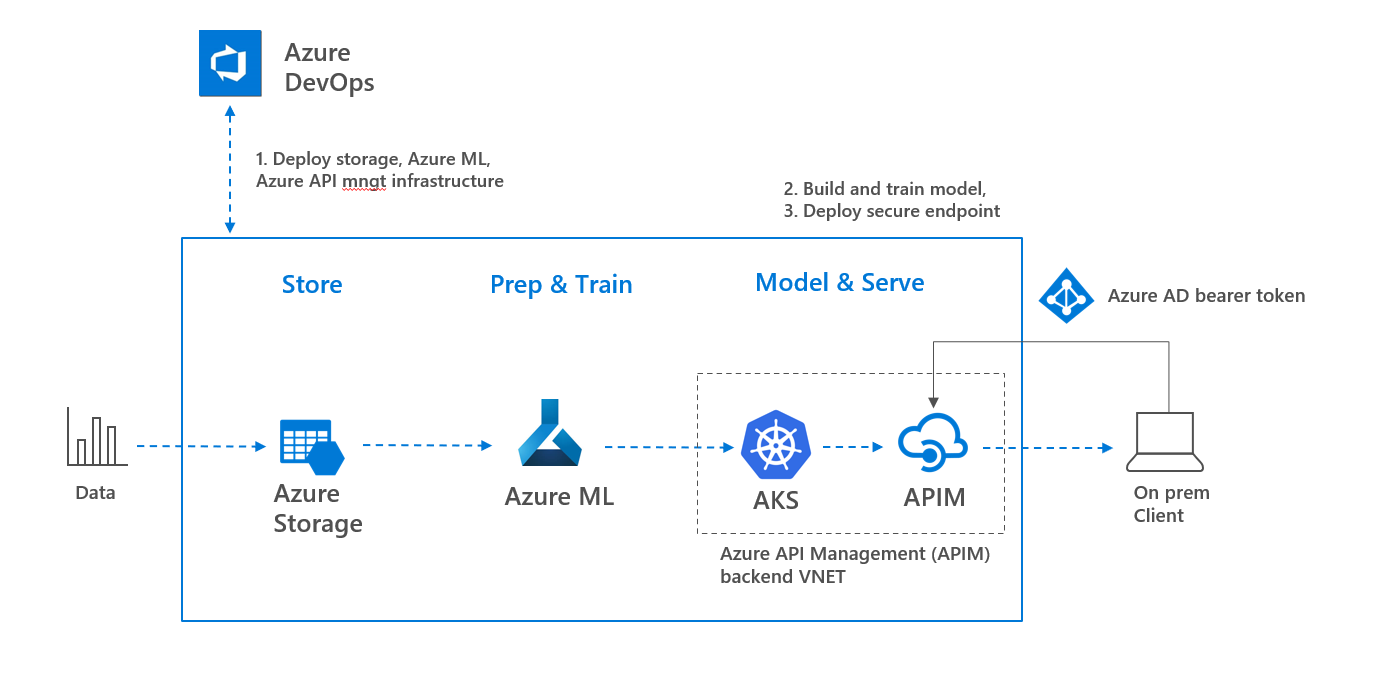 Azure
DevOps
1. Deploy storage, Azure ML,
Azure API mngt infrastructure
2. Build and train model,
3. Deploy secure endpoint
Store
Prep & Train
Model & Serve
Azure AD bearer token
Data
Azure
Storage
Azure ML
AKS
APIM
On prem
Client
Azure API Management (APIM)
backend VNET